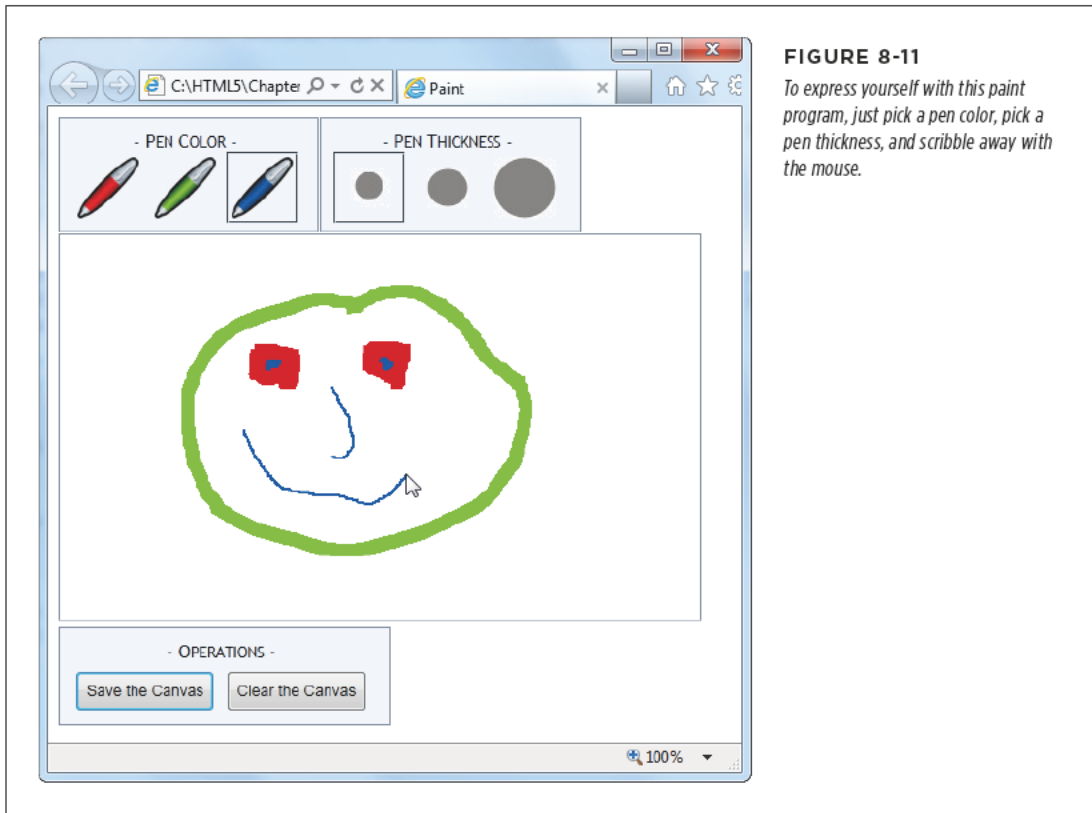 C:\HTML5\Chapter
Paint
- PEN COLOR -
- PEN THICKNESS -
- OPERATIONS -
Save the Canvas
Clear the Canvas
100%
FIGURE 8-11
To express yourself with this paint
program, just pick a pen color, pick a
pen thickness, and scribble away with
the mouse.